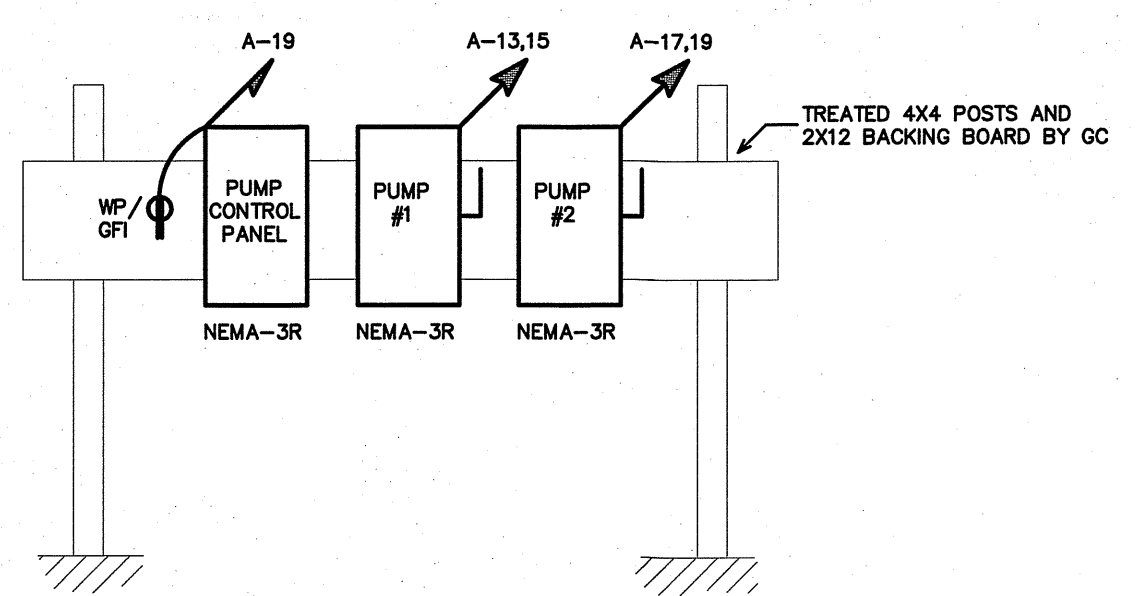 A-19
A-13,15
A-17,19
TREATED 4X4 POSTS AND
2X12 BACKING BOARD BY GC
WP/
GFI
PUMP
CONTROL
PANEL
PUMP
#1
PUMP
#2
NEMA-3R
NEMA-3R
NEMA-3R